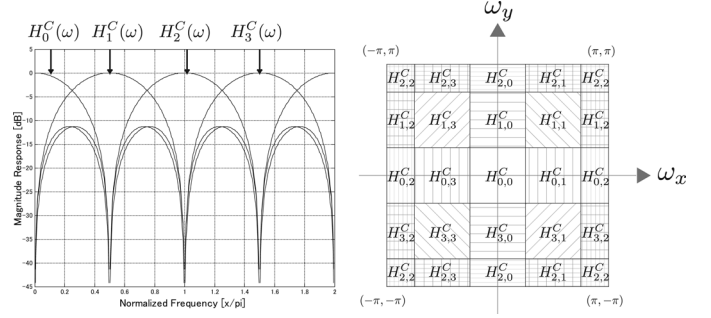 H_0^C(ω) H_1^C(ω) H_2^C(ω) H_3^C(ω)
5
0
-5
-10
-15
-20
-25
-30
-35
-40
-45
Magnitude Response [dB]
0 0.2 0.4 0.6 0.8 1.0 1.2 1.4 1.6 1.8 2
Normalized Frequency [x/pi]
ω_y
(-π, π) (π, π)
H_{2,2}^C H_{2,3}^C H_{2,0}^C H_{2,1}^C H_{2,2}^C
H_{1,2}^C H_{1,3}^C H_{1,0}^C H_{1,1}^C H_{1,2}^C
H_{0,2}^C H_{0,3}^C H_{0,0}^C H_{0,1}^C H_{0,2}^C
ω_x
H_{3,2}^C H_{3,3}^C H_{3,0}^C H_{3,1}^C H_{3,2}^C
H_{2,2}^C H_{2,3}^C H_{2,0}^C H_{2,1}^C H_{2,2}^C
(-π, -π) (π, -π)